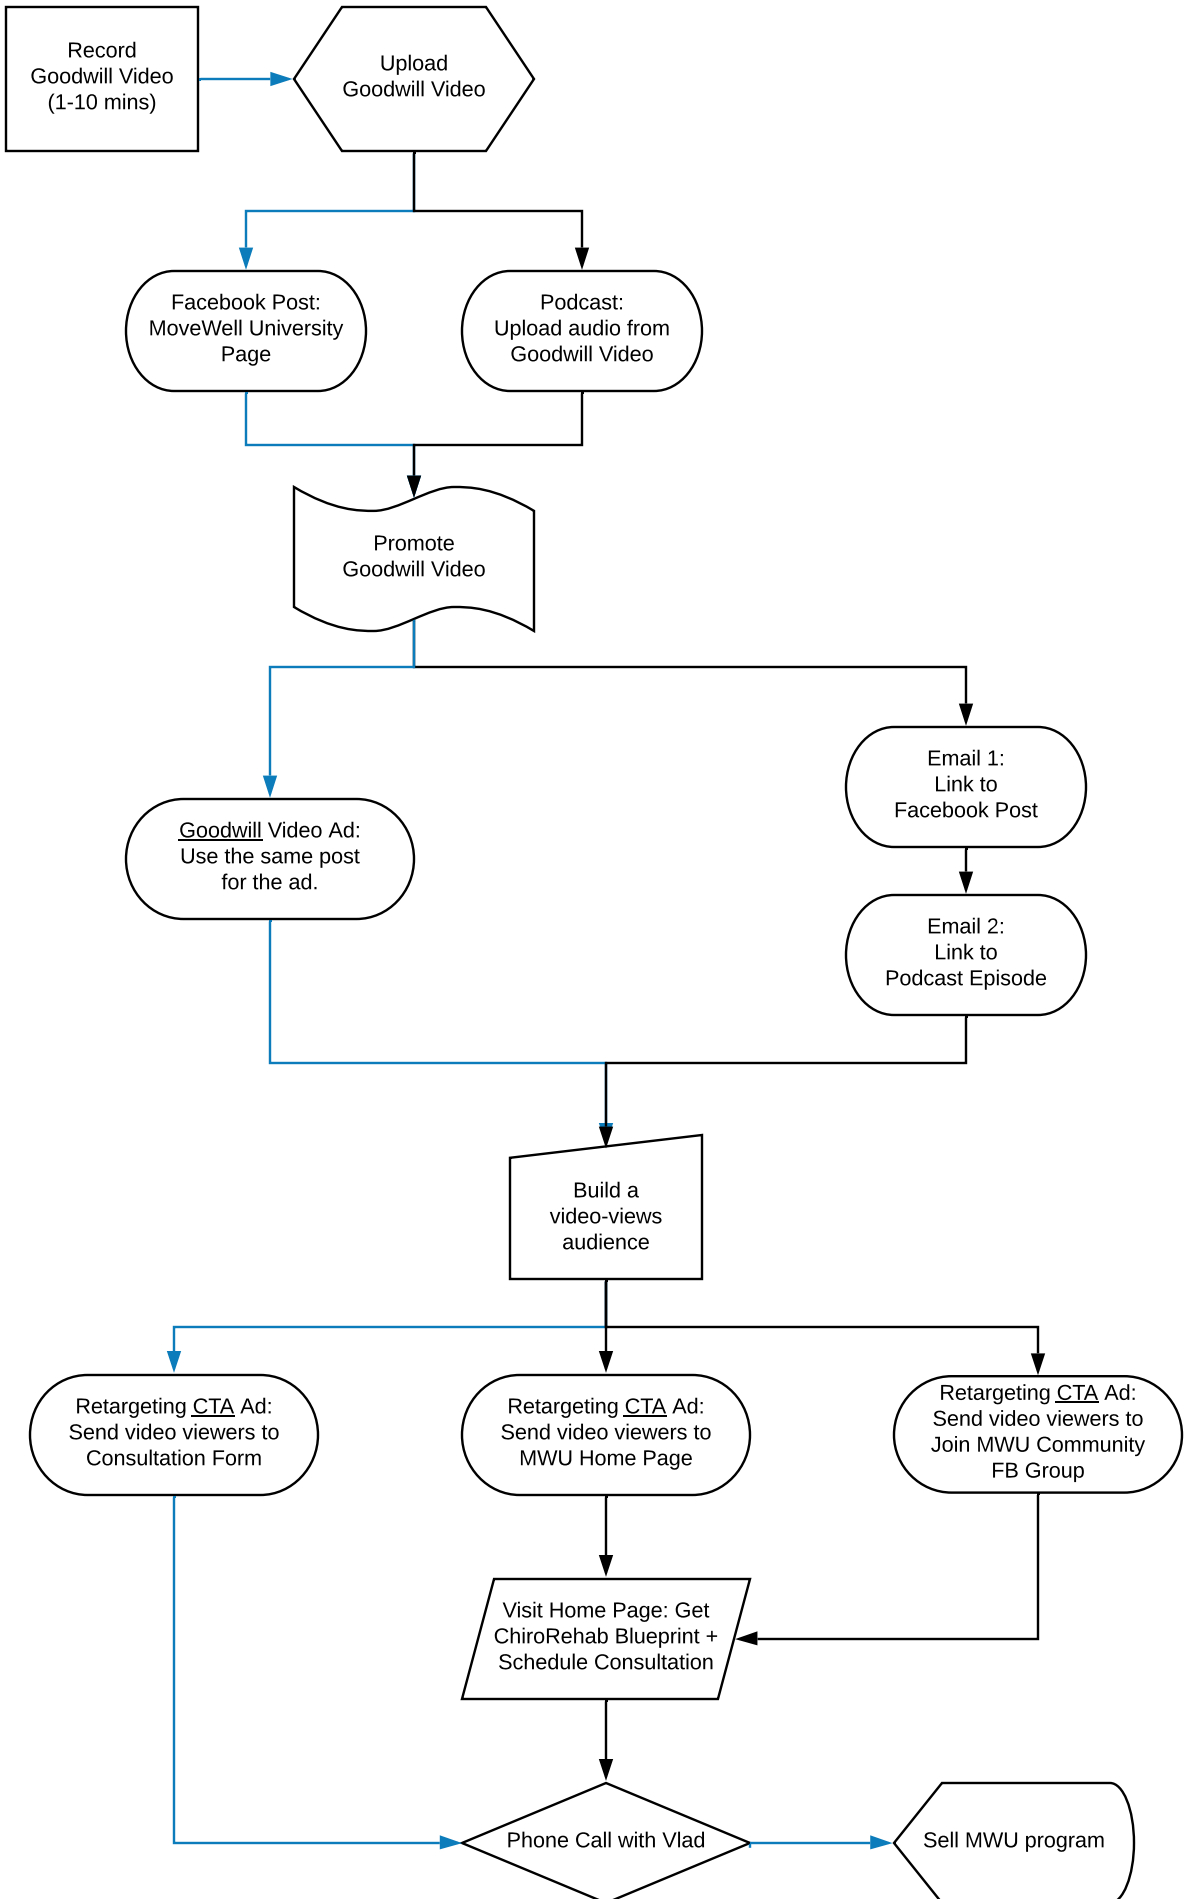 Record
Goodwill Video
(1-10 mins)
Upload
Goodwill Video
Facebook Post:
MoveWell University
Page
Podcast:
Upload audio from
Goodwill Video
Promote
Goodwill Video
Email 1:
Link to
Facebook Post
Goodwill Video Ad:
Use the same post
for the ad.
Email 2:
Link to
Podcast Episode
Build a
video-views
audience
Retargeting CTA Ad:
Send video viewers to
Consultation Form
Retargeting CTA Ad:
Send video viewers to
MWU Home Page
Retargeting CTA Ad:
Send video viewers to
Join MWU Community
FB Group
Visit Home Page: Get
ChiroRehab Blueprint +
Schedule Consultation
Phone Call with Vlad
Sell MWU program